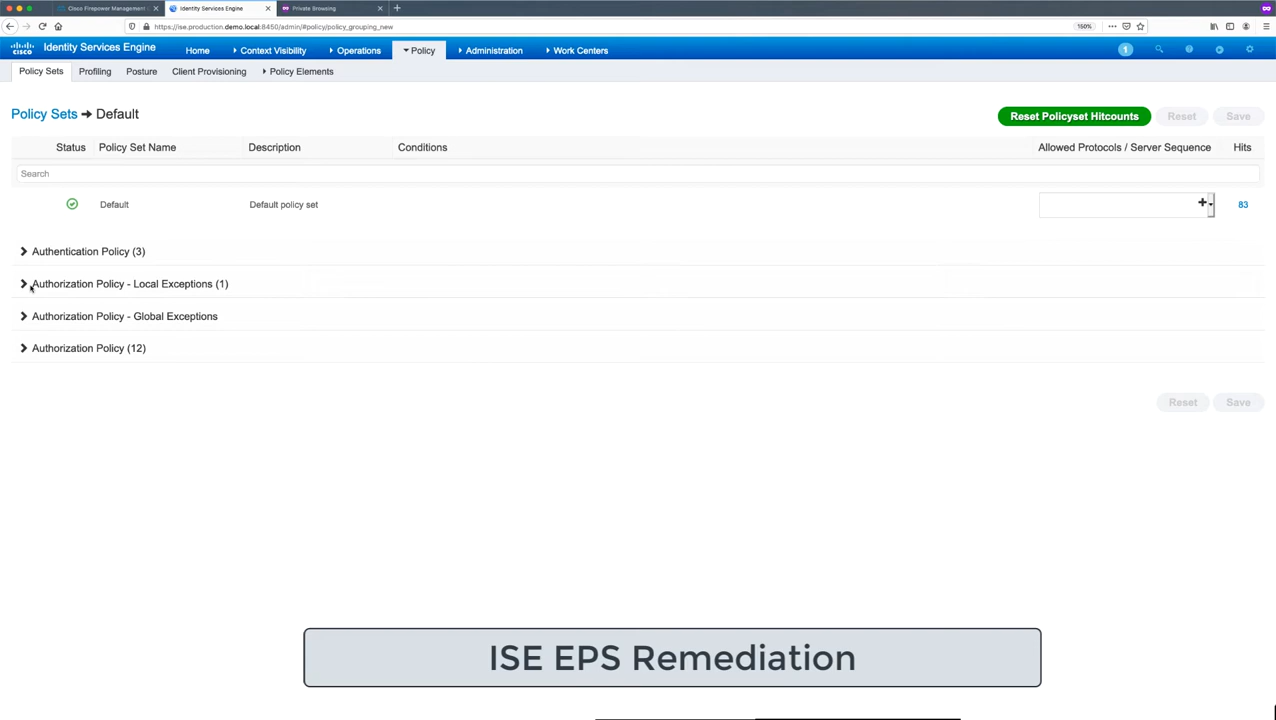 Cisco Firepower Management
Identity Services Engine
Private Browsing
https://ise.production.demo.local:8450/admin/#policy/policy_grouping_new
150%
CISCO
Identity Services Engine
Home
Context Visibility
Operations
Policy
Administration
Work Centers
1
Policy Sets
Profiling
Posture
Client Provisioning
Policy Elements
Policy Sets → Default
Reset Policyset Hitcounts
Reset
Save
Status
Policy Set Name
Description
Conditions
Allowed Protocols / Server Sequence
Hits
Search
Default
Default policy set
83
Authentication Policy (3)
Authorization Policy - Local Exceptions (1)
Authorization Policy - Global Exceptions
Authorization Policy (12)
Reset
Save
ISE EPS Remediation